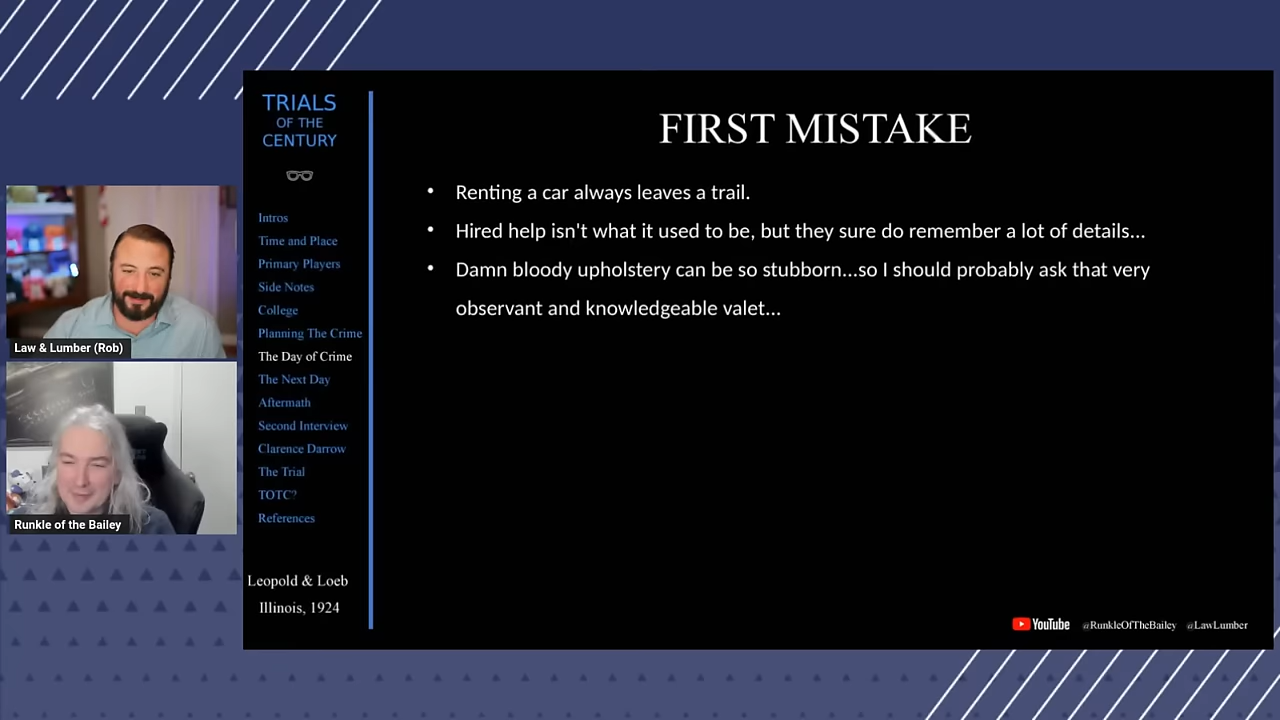 TRIALS
OF THE
CENTURY
Intros
Time and Place
Primary Players
Side Notes
College
Planning The Crime
The Day of Crime
The Next Day
Aftermath
Second Interview
Clarence Darrow
The Trial
TOTC?
References
Leopold & Loeb
Illinois, 1924
FIRST MISTAKE
• Renting a car always leaves a trail.
• Hired help isn't what it used to be, but they sure do remember a lot of details...
• Damn bloody upholstery can be so stubborn...so I should probably ask that very
observant and knowledgeable valet...
YouTube @RunkleOfTheBailey @LawLumber
Law & Lumber (Rob)
Runkle of the Bailey